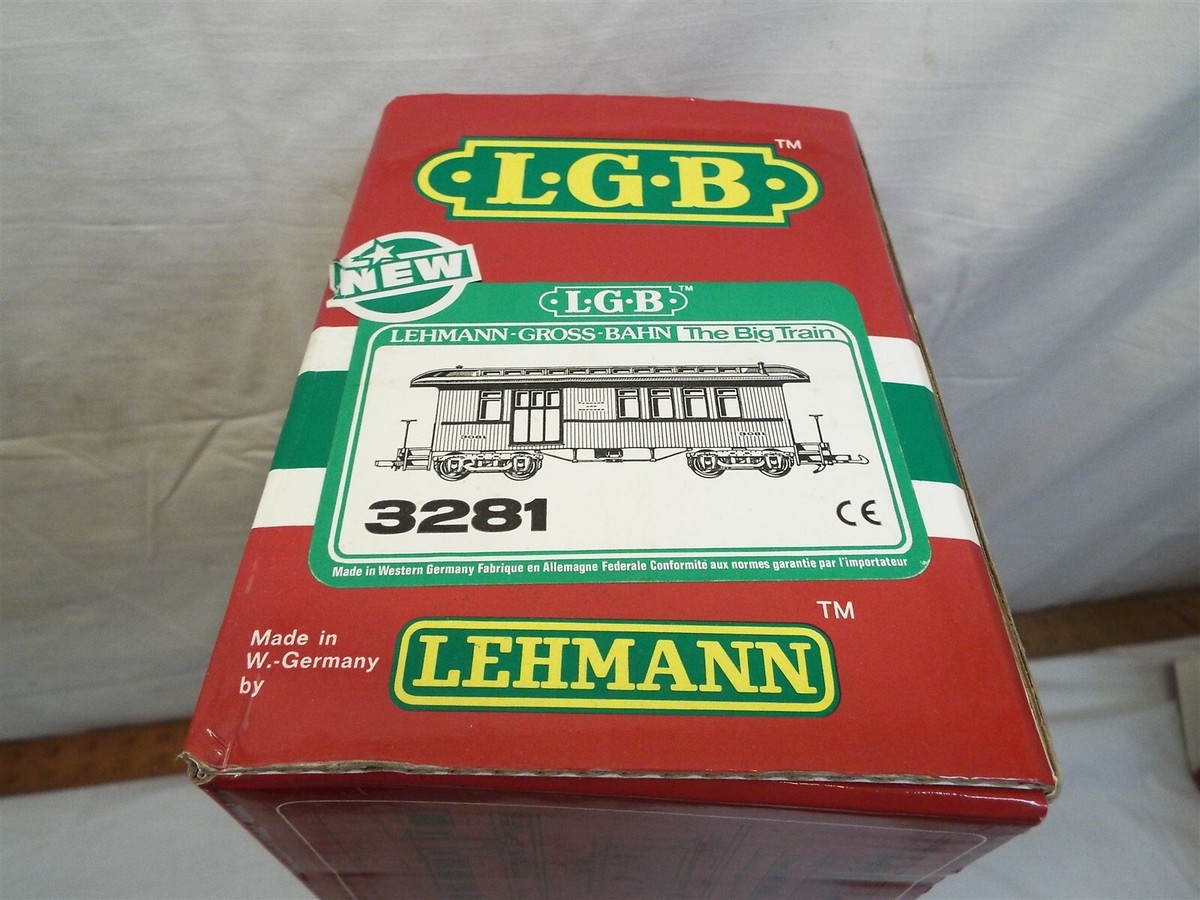 L·G·B TM
NEW
L·G·B TM
LEHMANN-GROSS-BAHN The Big Train
3281
CE
Made in Western Germany Fabrique en Allemagne Federale Conformité aux normes garantie par l'importateur
TM
Made in
W.-Germany
by
LEHMANN